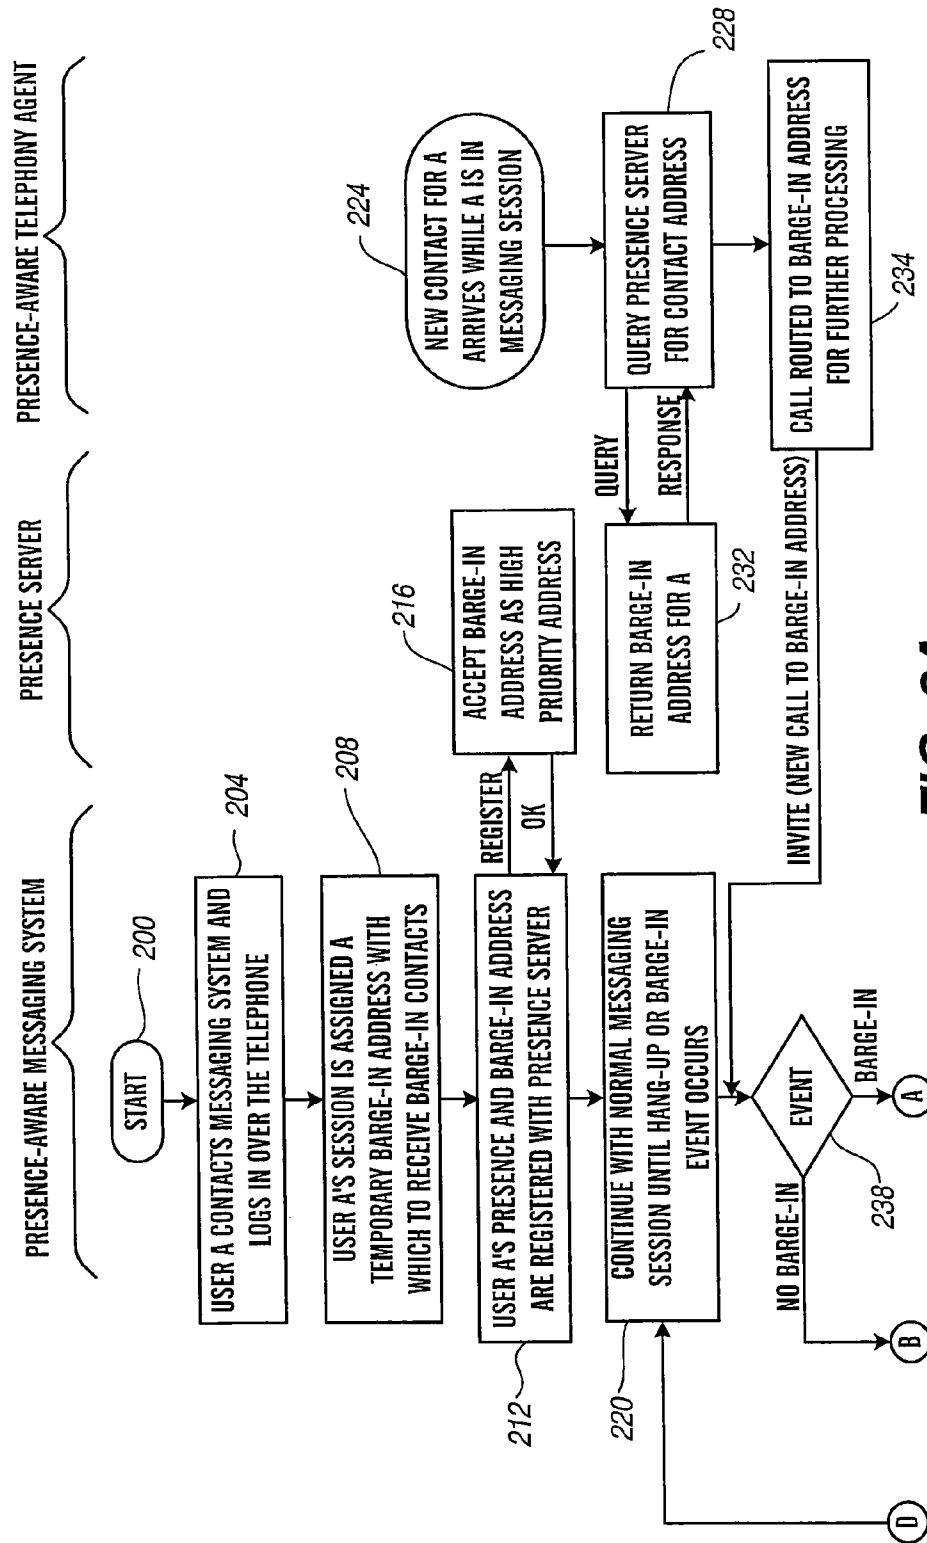 PRESENCE-AWARE MESSAGING SYSTEM
PRESENCE SERVER
PRESENCE-AWARE TELEPHONY AGENT
START
200
USER A CONTACTS MESSAGING SYSTEM AND
LOGS IN OVER THE TELEPHONE
204
USER A'S SESSION IS ASSIGNED A
TEMPORARY BARGE-IN ADDRESS WITH
WHICH TO RECEIVE BARGE-IN CONTACTS
208
USER A'S PRESENCE AND BARGE-IN ADDRESS
ARE REGISTERED WITH PRESENCE SERVER
212
REGISTER
OK
ACCEPT BARGE-IN
ADDRESS AS HIGH
PRIORITY ADDRESS
216
CONTINUE WITH NORMAL MESSAGING
SESSION UNTIL HANG-UP OR BARGE-IN
EVENT OCCURS
220
NEW CONTACT FOR A
ARRIVES WHILE A IS IN
MESSAGING SESSION
224
QUERY PRESENCE SERVER
FOR CONTACT ADDRESS
228
QUERY
RESPONSE
RETURN BARGE-IN
ADDRESS FOR A
232
CALL ROUTED TO BARGE-IN ADDRESS
FOR FURTHER PROCESSING
234
INVITE (NEW CALL TO BARGE-IN ADDRESS)
EVENT
238
NO BARGE-IN
BARGE-IN
D
B
A